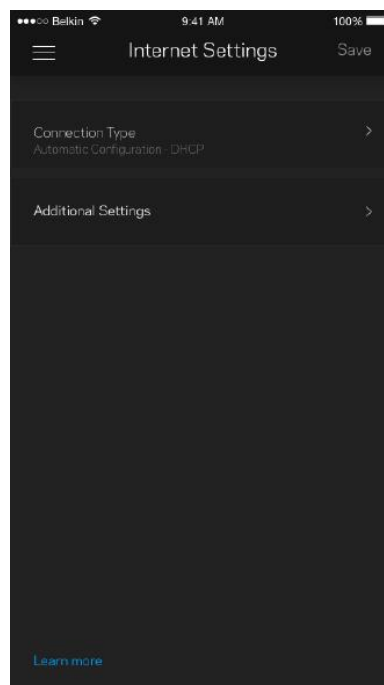 Belkin 9:41 AM 100%
Internet Settings Save
Connection Type
Automatic Configuration - DHCP
Additional Settings
Learn more